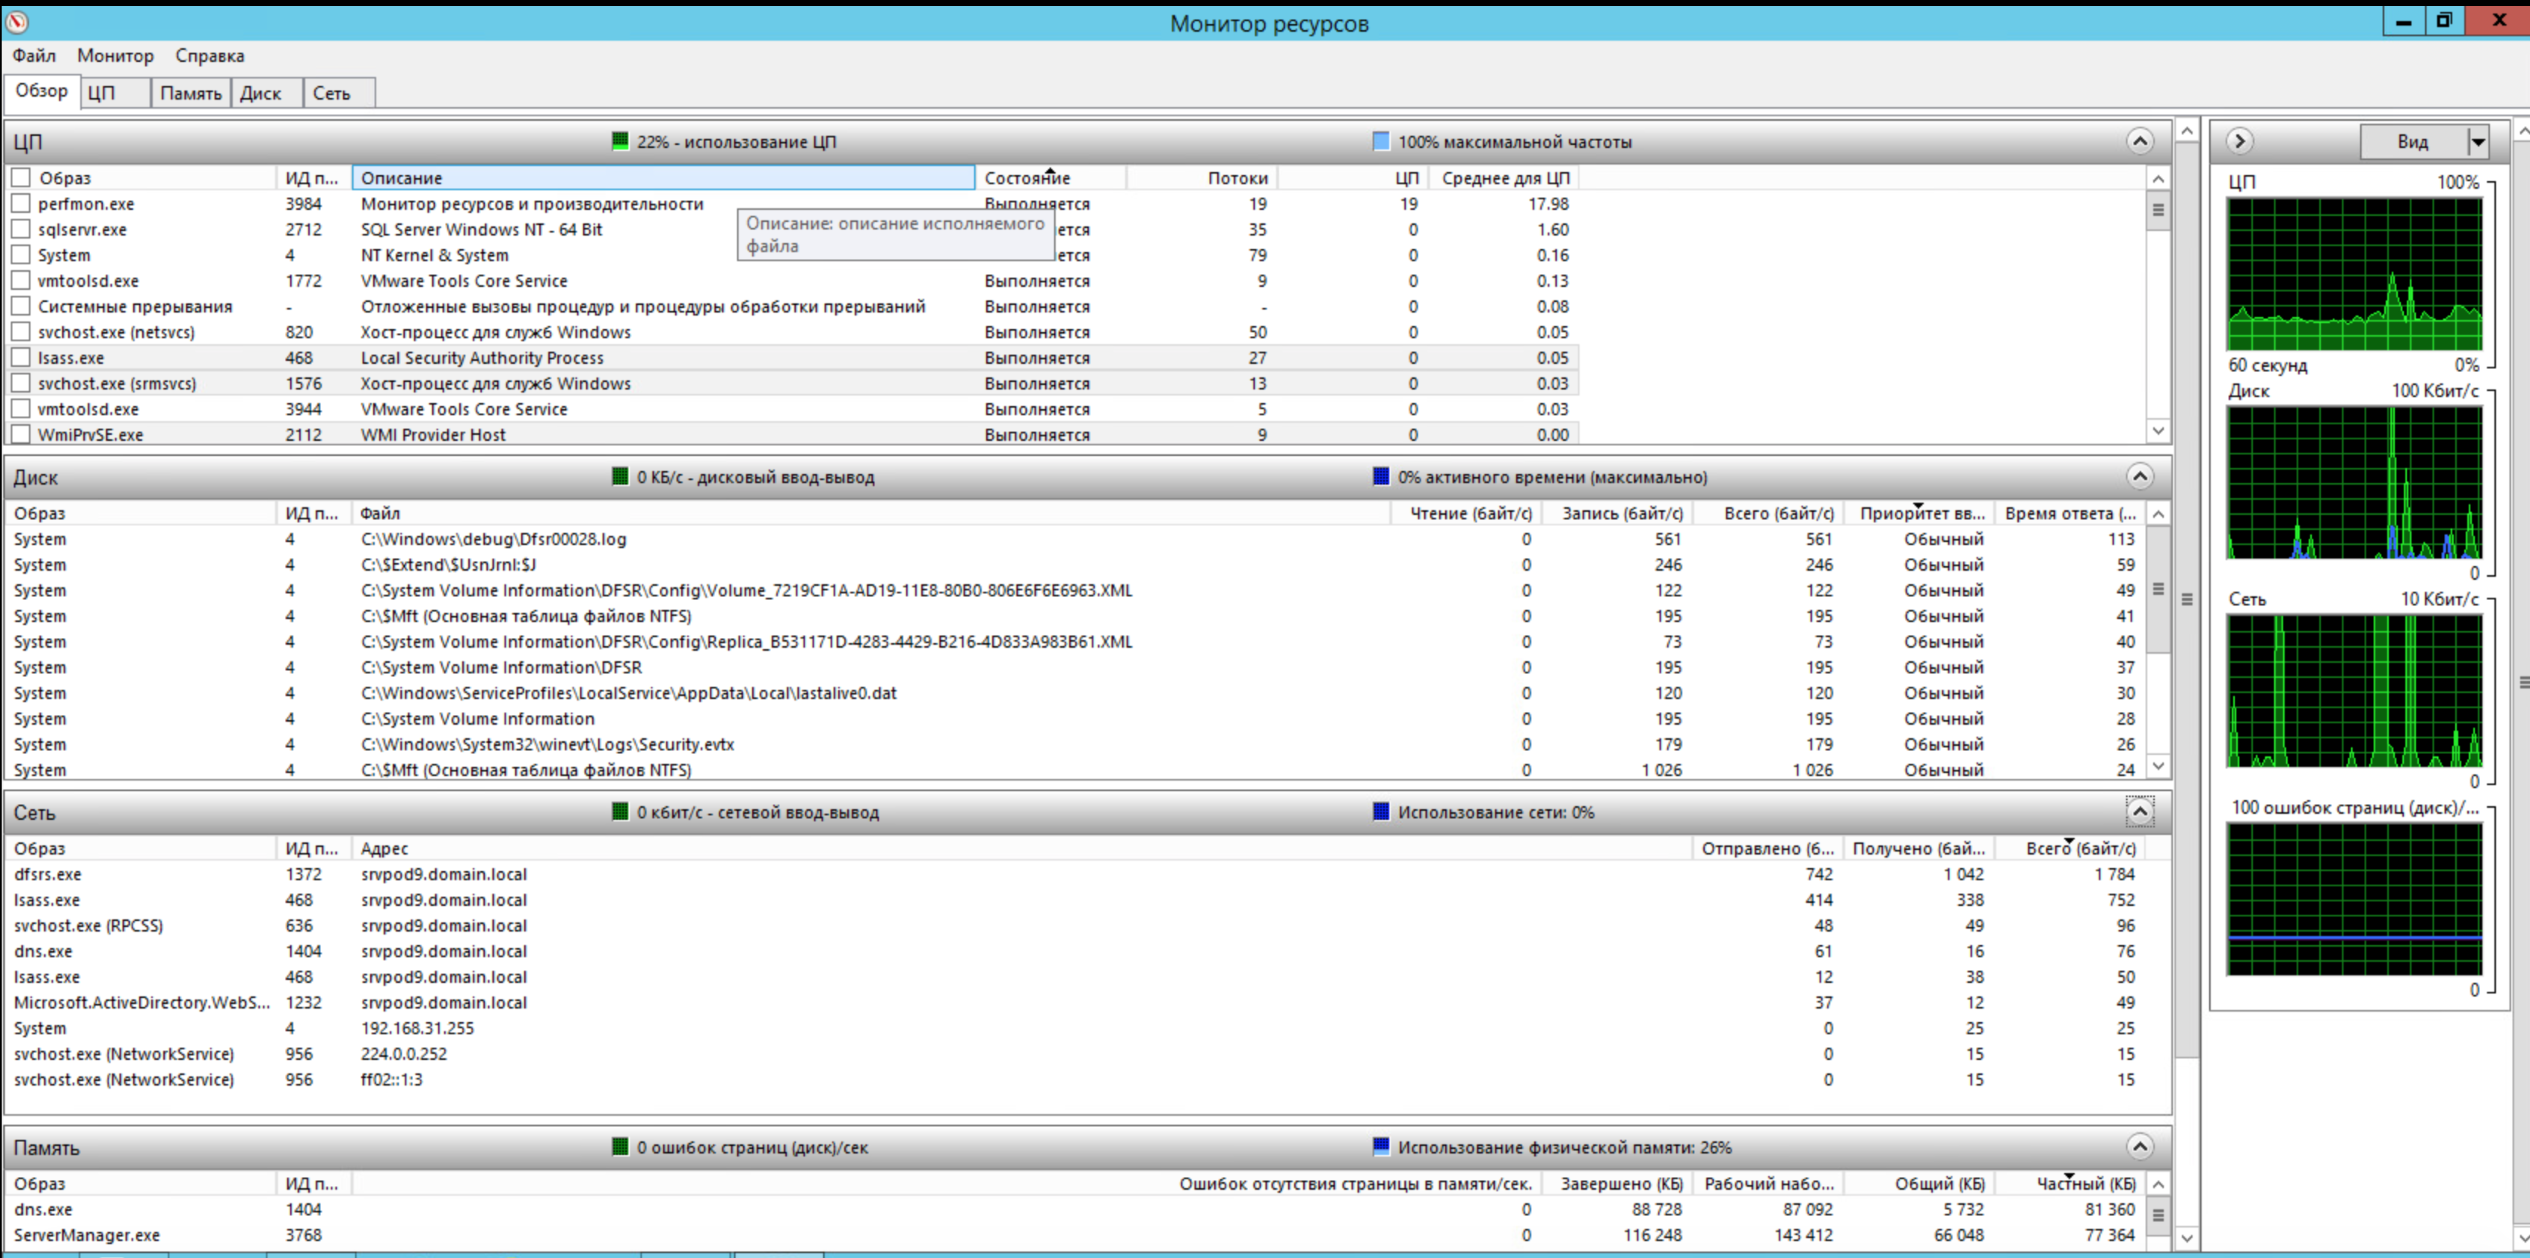 Монитор ресурсов
Файл Монитор Справка
Обзор ЦП Память Диск Сеть
ЦП 22% - использование ЦП 100% максимальной частоты
Образ ИД п... Описание Состояние Потоки ЦП Среднее для ЦП
perfmon.exe 3984 Монитор ресурсов и производительности Выполняется 19 19 17.98
Описание: описание исполняемого
файла
sqlservr.exe 2712 SQL Server Windows NT - 64 Bit ется 35 0 1.60
System 4 NT Kernel & System ется 79 0 0.16
vmtoolsd.exe 1772 VMware Tools Core Service Выполняется 9 0 0.13
Системные прерывания - Отложенные вызовы процедур и процедуры обработки прерываний Выполняется - 0 0.08
svchost.exe (netsvcs) 820 Хост-процесс для служб Windows Выполняется 50 0 0.05
lsass.exe 468 Local Security Authority Process Выполняется 27 0 0.05
svchost.exe (srmsvcs) 1576 Хост-процесс для служб Windows Выполняется 13 0 0.03
vmtoolsd.exe 3944 VMware Tools Core Service Выполняется 5 0 0.03
WmiPrvSE.exe 2112 WMI Provider Host Выполняется 9 0 0.00
Диск 0 КБ/с - дисковый ввод-вывод 0% активного времени (максимально)
Образ ИД п... Файл Чтение (байт/с) Запись (байт/с) Всего (байт/с) Приоритет вв... Время ответа (...
System 4 C:\Windows\debug\Dfsr00028.log 0 561 561 Обычный 113
System 4 C:\$Extend\$UsnJrnl:$J 0 246 246 Обычный 59
System 4 C:\System Volume Information\DFSR\Config\Volume_7219CF1A-AD19-11E8-80B0-806E6F6E6963.XML 0 122 122 Обычный 49
System 4 C:\$Mft (Основная таблица файлов NTFS) 0 195 195 Обычный 41
System 4 C:\System Volume Information\DFSR\Config\Replica_B531171D-4283-4429-B216-4D833A983B61.XML 0 73 73 Обычный 40
System 4 C:\System Volume Information\DFSR 0 195 195 Обычный 37
System 4 C:\Windows\ServiceProfiles\LocalService\AppData\Local\lastalive0.dat 0 120 120 Обычный 30
System 4 C:\System Volume Information 0 195 195 Обычный 28
System 4 C:\Windows\System32\winevt\Logs\Security.evtx 0 179 179 Обычный 26
System 4 C:\$Mft (Основная таблица файлов NTFS) 0 1 026 1 026 Обычный 24
Сеть 0 кбит/с - сетевой ввод-вывод Использование сети: 0%
Образ ИД п... Адрес Отправлено (б... Получено (бай... Всего (байт/с)
dfsrs.exe 1372 srvpod9.domain.local 742 1 042 1 784
lsass.exe 468 srvpod9.domain.local 414 338 752
svchost.exe (RPCSS) 636 srvpod9.domain.local 48 49 96
dns.exe 1404 srvpod9.domain.local 61 16 76
lsass.exe 468 srvpod9.domain.local 12 38 50
Microsoft.ActiveDirectory.WebS... 1232 srvpod9.domain.local 37 12 49
System 4 192.168.31.255 0 25 25
svchost.exe (NetworkService) 956 224.0.0.252 0 15 15
svchost.exe (NetworkService) 956 ff02::1:3 0 15 15
Память 0 ошибок страниц (диск)/сек Использование физической памяти: 26%
Образ ИД п... Ошибок отсутствия страницы в памяти/сек. Завершено (КБ) Рабочий набо... Общий (КБ) Частный (КБ)
dns.exe 1404 0 88 728 87 092 5 732 81 360
ServerManager.exe 3768 0 116 248 143 412 66 048 77 364
Вид
ЦП 100%
60 секунд 0%
Диск 100 Кбит/с
0
Сеть 10 Кбит/с
0
100 ошибок страниц (диск)/...
0